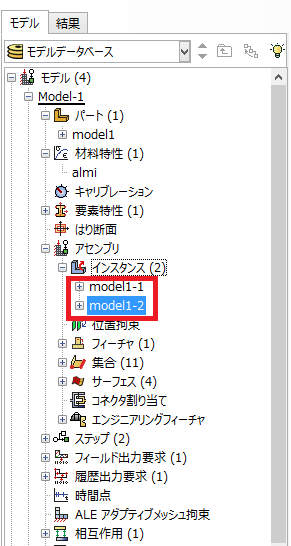 モデル 結果
モデルデータベース
モデル (4)
Model-1
パート (1)
model1
材料特性 (1)
almi
キャリブレーション
要素特性 (1)
はり断面
アセンブリ
インスタンス (2)
model1-1
model1-2
位置拘束
フィーチャ (1)
集合 (11)
サーフェス (4)
コネクタ割り当て
エンジニアリングフィーチャ
ステップ (2)
フィールド出力要求 (1)
履歴出力要求 (1)
時間点
ALE アダプティブメッシュ拘束
相互作用 (1)